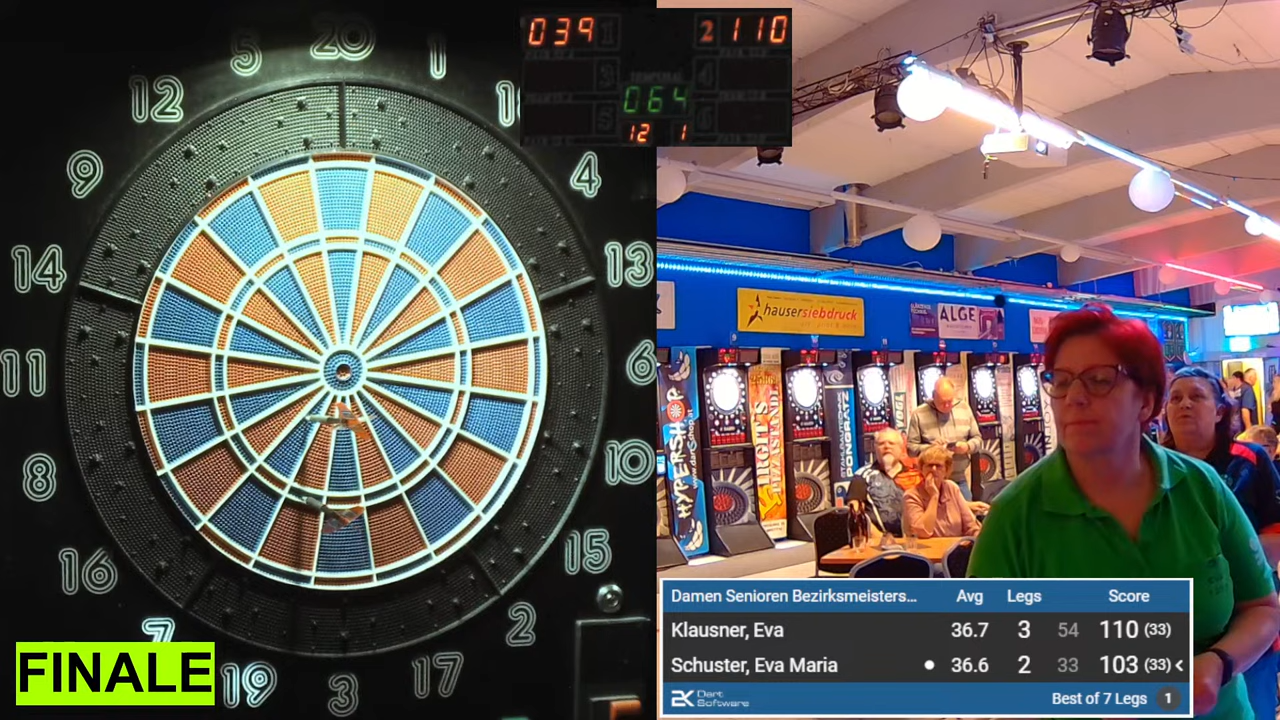 039 2 110
064
12 1
5 20 1
12
9 4
14 13
11 6
8 10
16 15
7 2
19 3 17
FINALE
hausersiebdruck
ALGE
HYPERSHOP
Damen Senioren Bezirksmeisters... Avg Legs Score
Klausner, Eva 36.7 3 54 110 (33)
Schuster, Eva Maria 36.6 2 33 103 (33)
2K Dart Software Best of 7 Legs 1